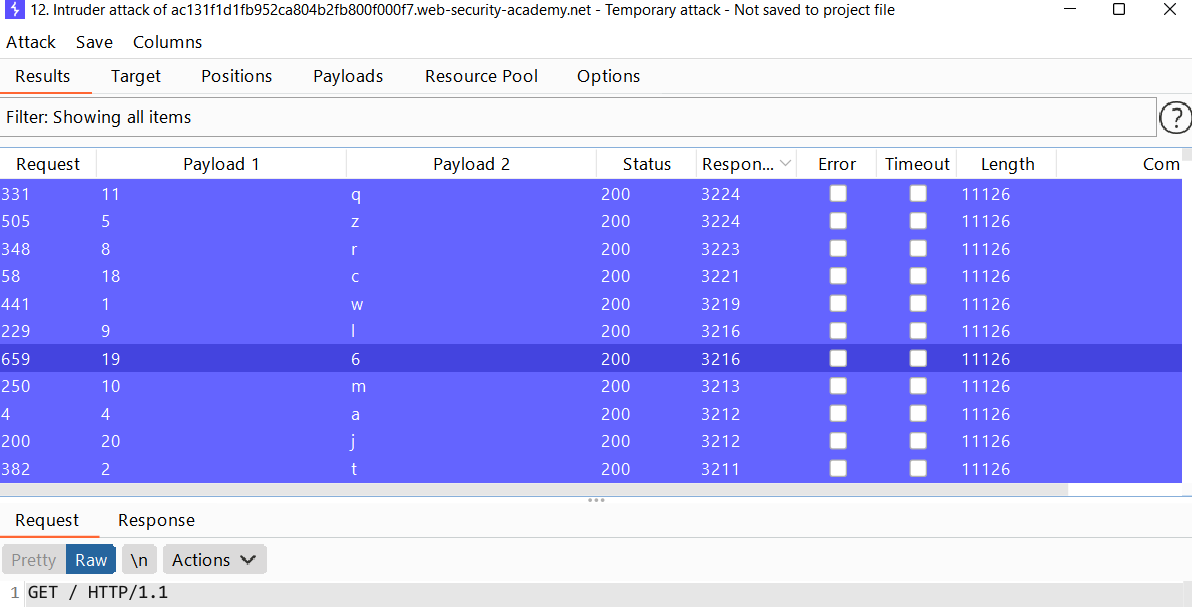 12. Intruder attack of ac131f1d1fb952ca804b2fb800f000f7.web-security-academy.net - Temporary attack - Not saved to project file
Attack Save Columns
Results Target Positions Payloads Resource Pool Options
Filter: Showing all items ?
Request Payload 1 Payload 2 Status Respon... Error Timeout Length Com
331 11 q 200 3224 11126
505 5 z 200 3224 11126
348 8 r 200 3223 11126
58 18 c 200 3221 11126
441 1 w 200 3219 11126
229 9 l 200 3216 11126
659 19 6 200 3216 11126
250 10 m 200 3213 11126
4 4 a 200 3212 11126
200 20 j 200 3212 11126
382 2 t 200 3211 11126
Request Response
Pretty Raw \n Actions
1 GET / HTTP/1.1